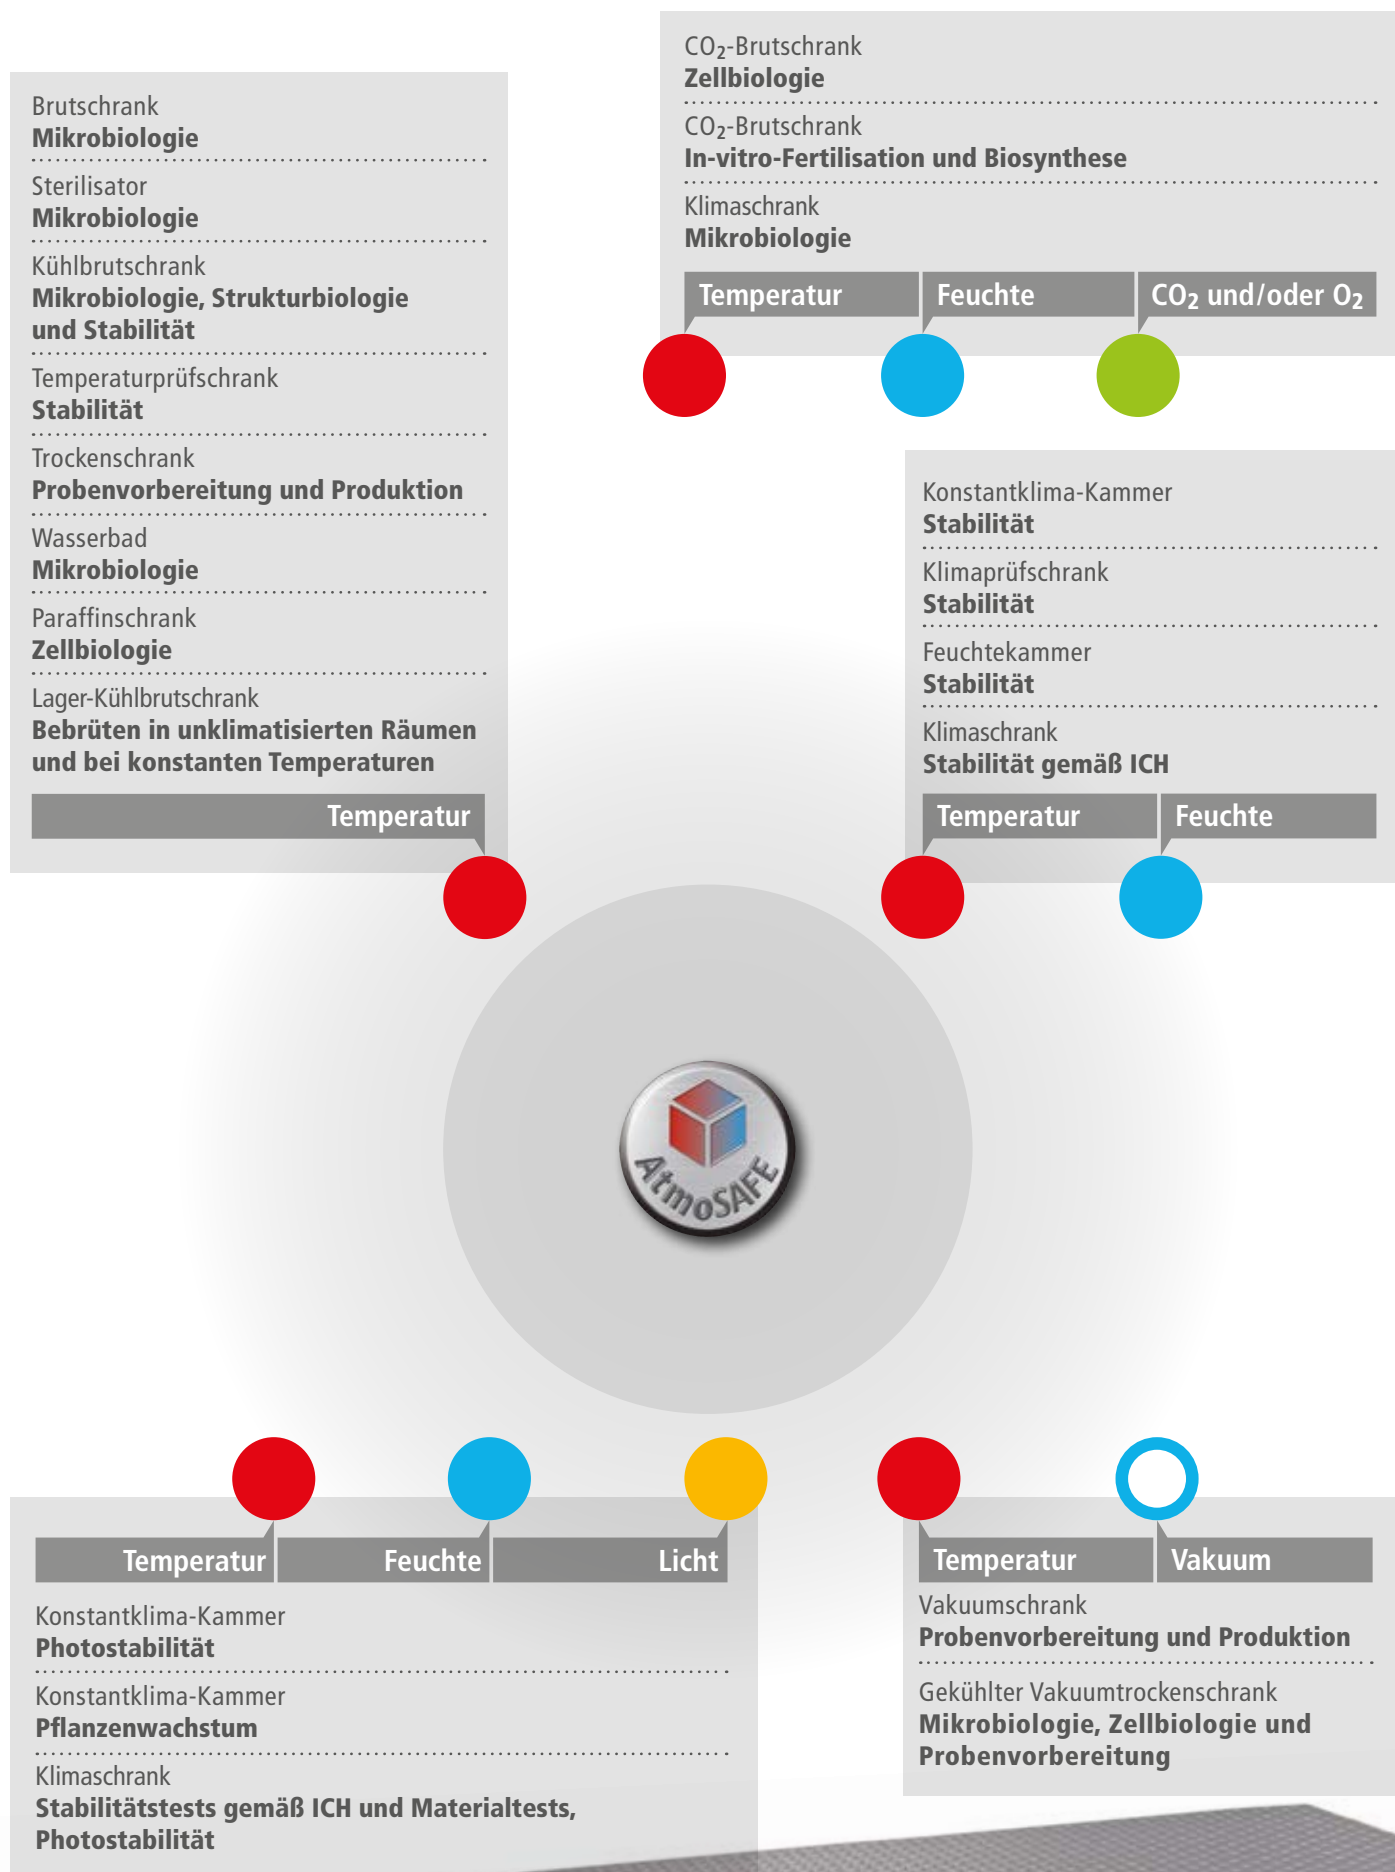 CO₂-Brutschrank
Zellbiologie
CO₂-Brutschrank
In-vitro-Fertilisation und Biosynthese
Klimaschrank
Mikrobiologie
Temperatur
Feuchte
CO₂ und/oder O₂
Brutschrank
Mikrobiologie
Sterilisator
Mikrobiologie
Kühlbrutschrank
Mikrobiologie, Strukturbiologie
und Stabilität
Temperaturprüfschrank
Stabilität
Trockenschrank
Probenvorbereitung und Produktion
Wasserbad
Mikrobiologie
Paraffinschrank
Zellbiologie
Lager-Kühlbrutschrank
Bebrüten in unklimatisierten Räumen
und bei konstanten Temperaturen
Temperatur
Konstantklima-Kammer
Stabilität
Klimaprüfschrank
Stabilität
Feuchtekammer
Stabilität
Klimaschrank
Stabilität gemäß ICH
Temperatur
Feuchte
AtmoSAFE
Temperatur
Feuchte
Licht
Konstantklima-Kammer
Photostabilität
Konstantklima-Kammer
Pflanzenwachstum
Klimaschrank
Stabilitätstests gemäß ICH und Materialtests,
Photostabilität
Temperatur
Vakuum
Vakuumschrank
Probenvorbereitung und Produktion
Gekühlter Vakuumtrockenschrank
Mikrobiologie, Zellbiologie und
Probenvorbereitung